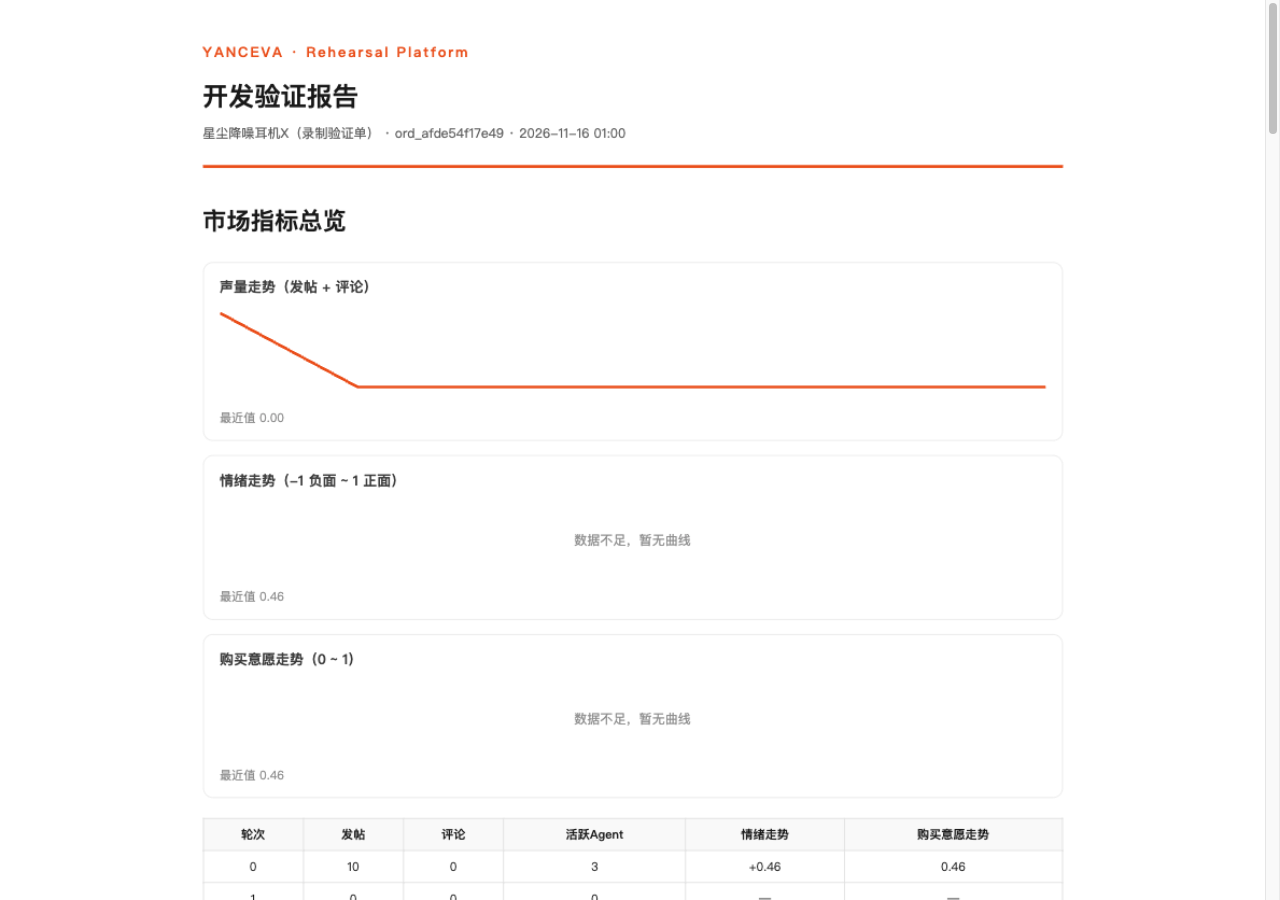 YANCEVA · Rehearsal Platform
开发验证报告
星尘降噪耳机X（录制验证单） · ord_afde54f17e49 · 2026-11-16 01:00
市场指标总览
声量走势（发帖 + 评论）
最近值 0.00
情绪走势（-1 负面 ~ 1 正面）
数据不足，暂无曲线
最近值 0.46
购买意愿走势（0 ~ 1）
数据不足，暂无曲线
最近值 0.46
轮次 发帖 评论 活跃Agent 情绪走势 购买意愿走势
0 10 0 3 +0.46 0.46
1 0 0 0 — —